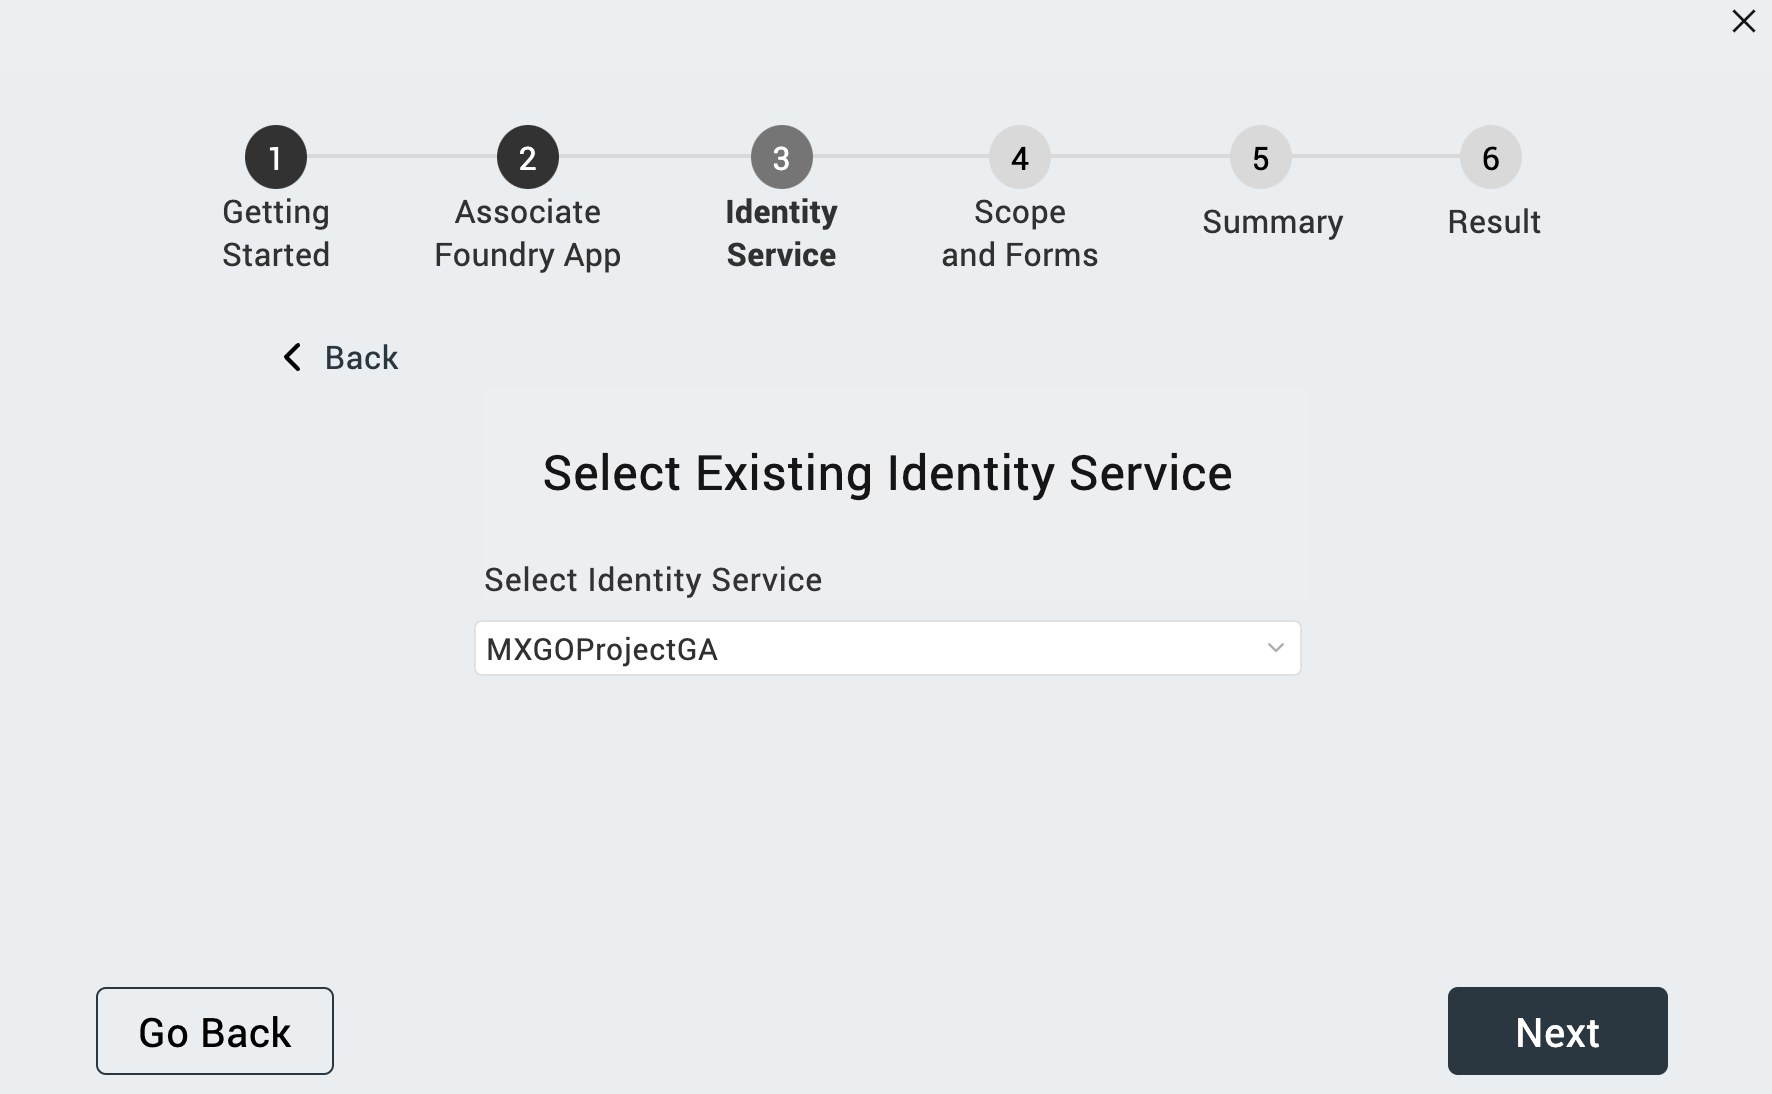 1
2
3
4
5
6
Getting
Started
Associate
Foundry App
Identity
Service
Scope
and Forms
Summary
Result
Back
Select Existing Identity Service
Select Identity Service
MXGOProjectGA
Go Back
Next